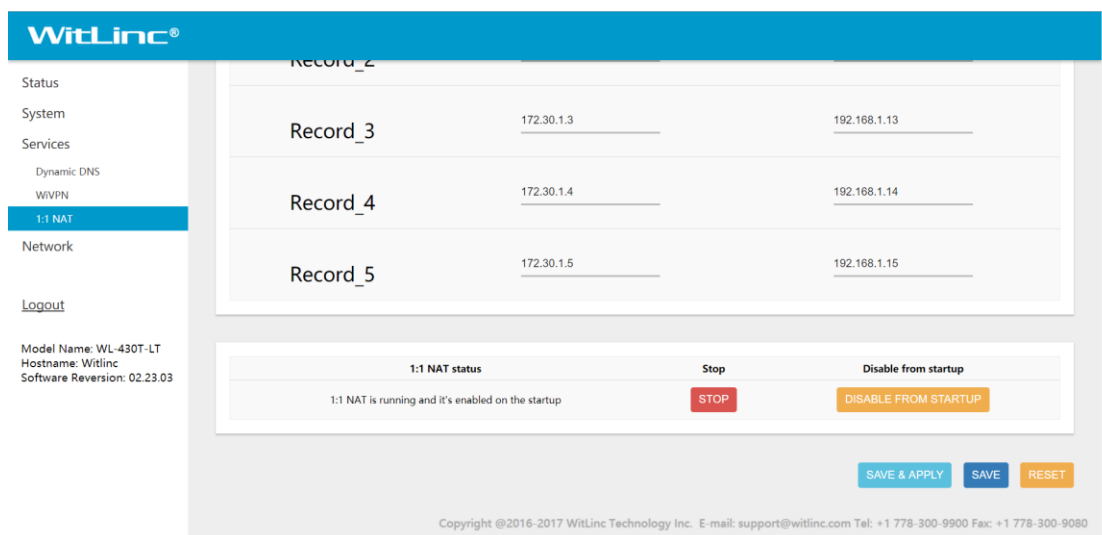 WitLinc®
Status
System
Services
Dynamic DNS
WiVPN
1:1 NAT
Network
Logout
Model Name: WL-430T-LT
Hostname: Witlinc
Software Reversion: 02.23.03
Record_2
Record_3 172.30.1.3 192.168.1.13
Record_4 172.30.1.4 192.168.1.14
Record_5 172.30.1.5 192.168.1.15
1:1 NAT status Stop Disable from startup
1:1 NAT is running and it's enabled on the startup STOP DISABLE FROM STARTUP
SAVE & APPLY SAVE RESET
Copyright @2016-2017 WitLinc Technology Inc. E-mail: support@witlinc.com Tel: +1 778-300-9900 Fax: +1 778-300-9080